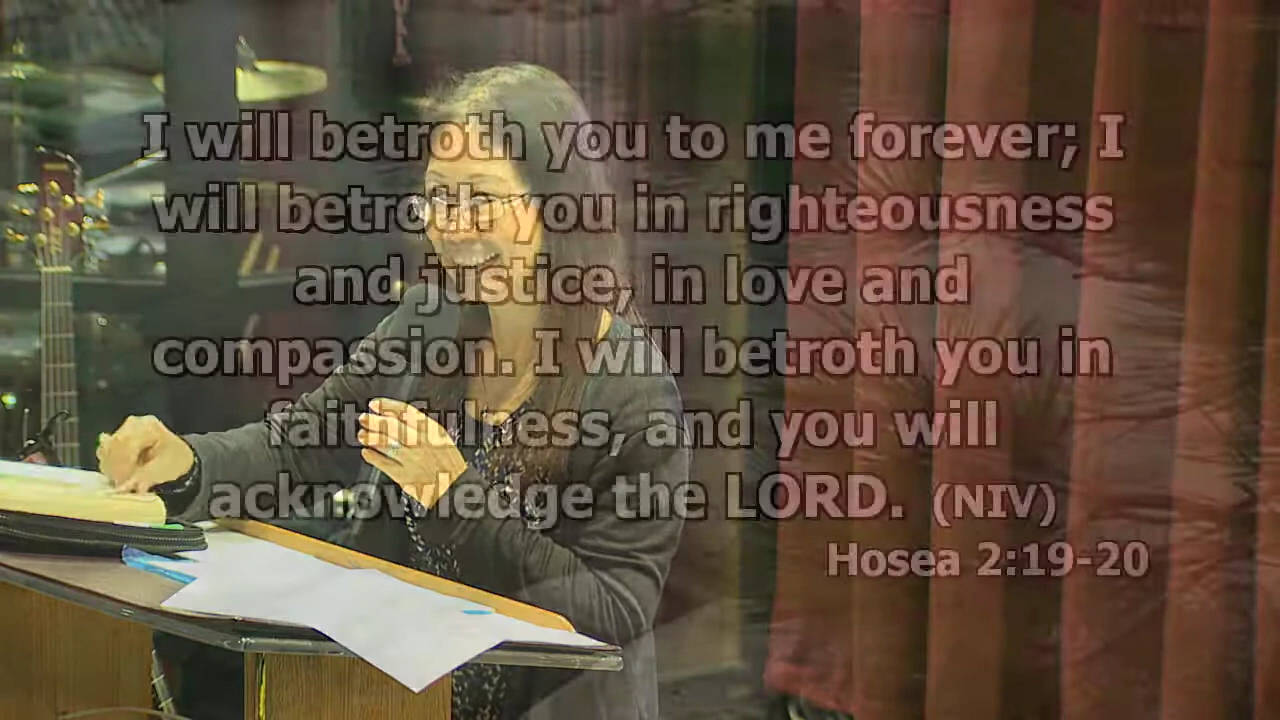 I will betroth you to me forever; I
will betroth you in righteousness
and justice, in love and
compassion. I will betroth you in
faithfulness, and you will
acknowledge the LORD. (NIV)
Hosea 2:19-20